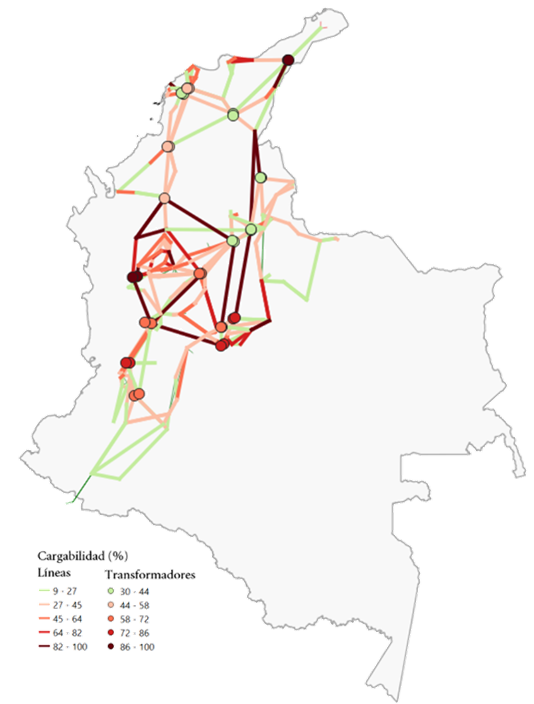 Cargabilidad (%)
Líneas Transformadores
9 - 27 30 - 44
27 - 45 44 - 58
45 - 64 58 - 72
64 - 82 72 - 86
82 - 100 86 - 100